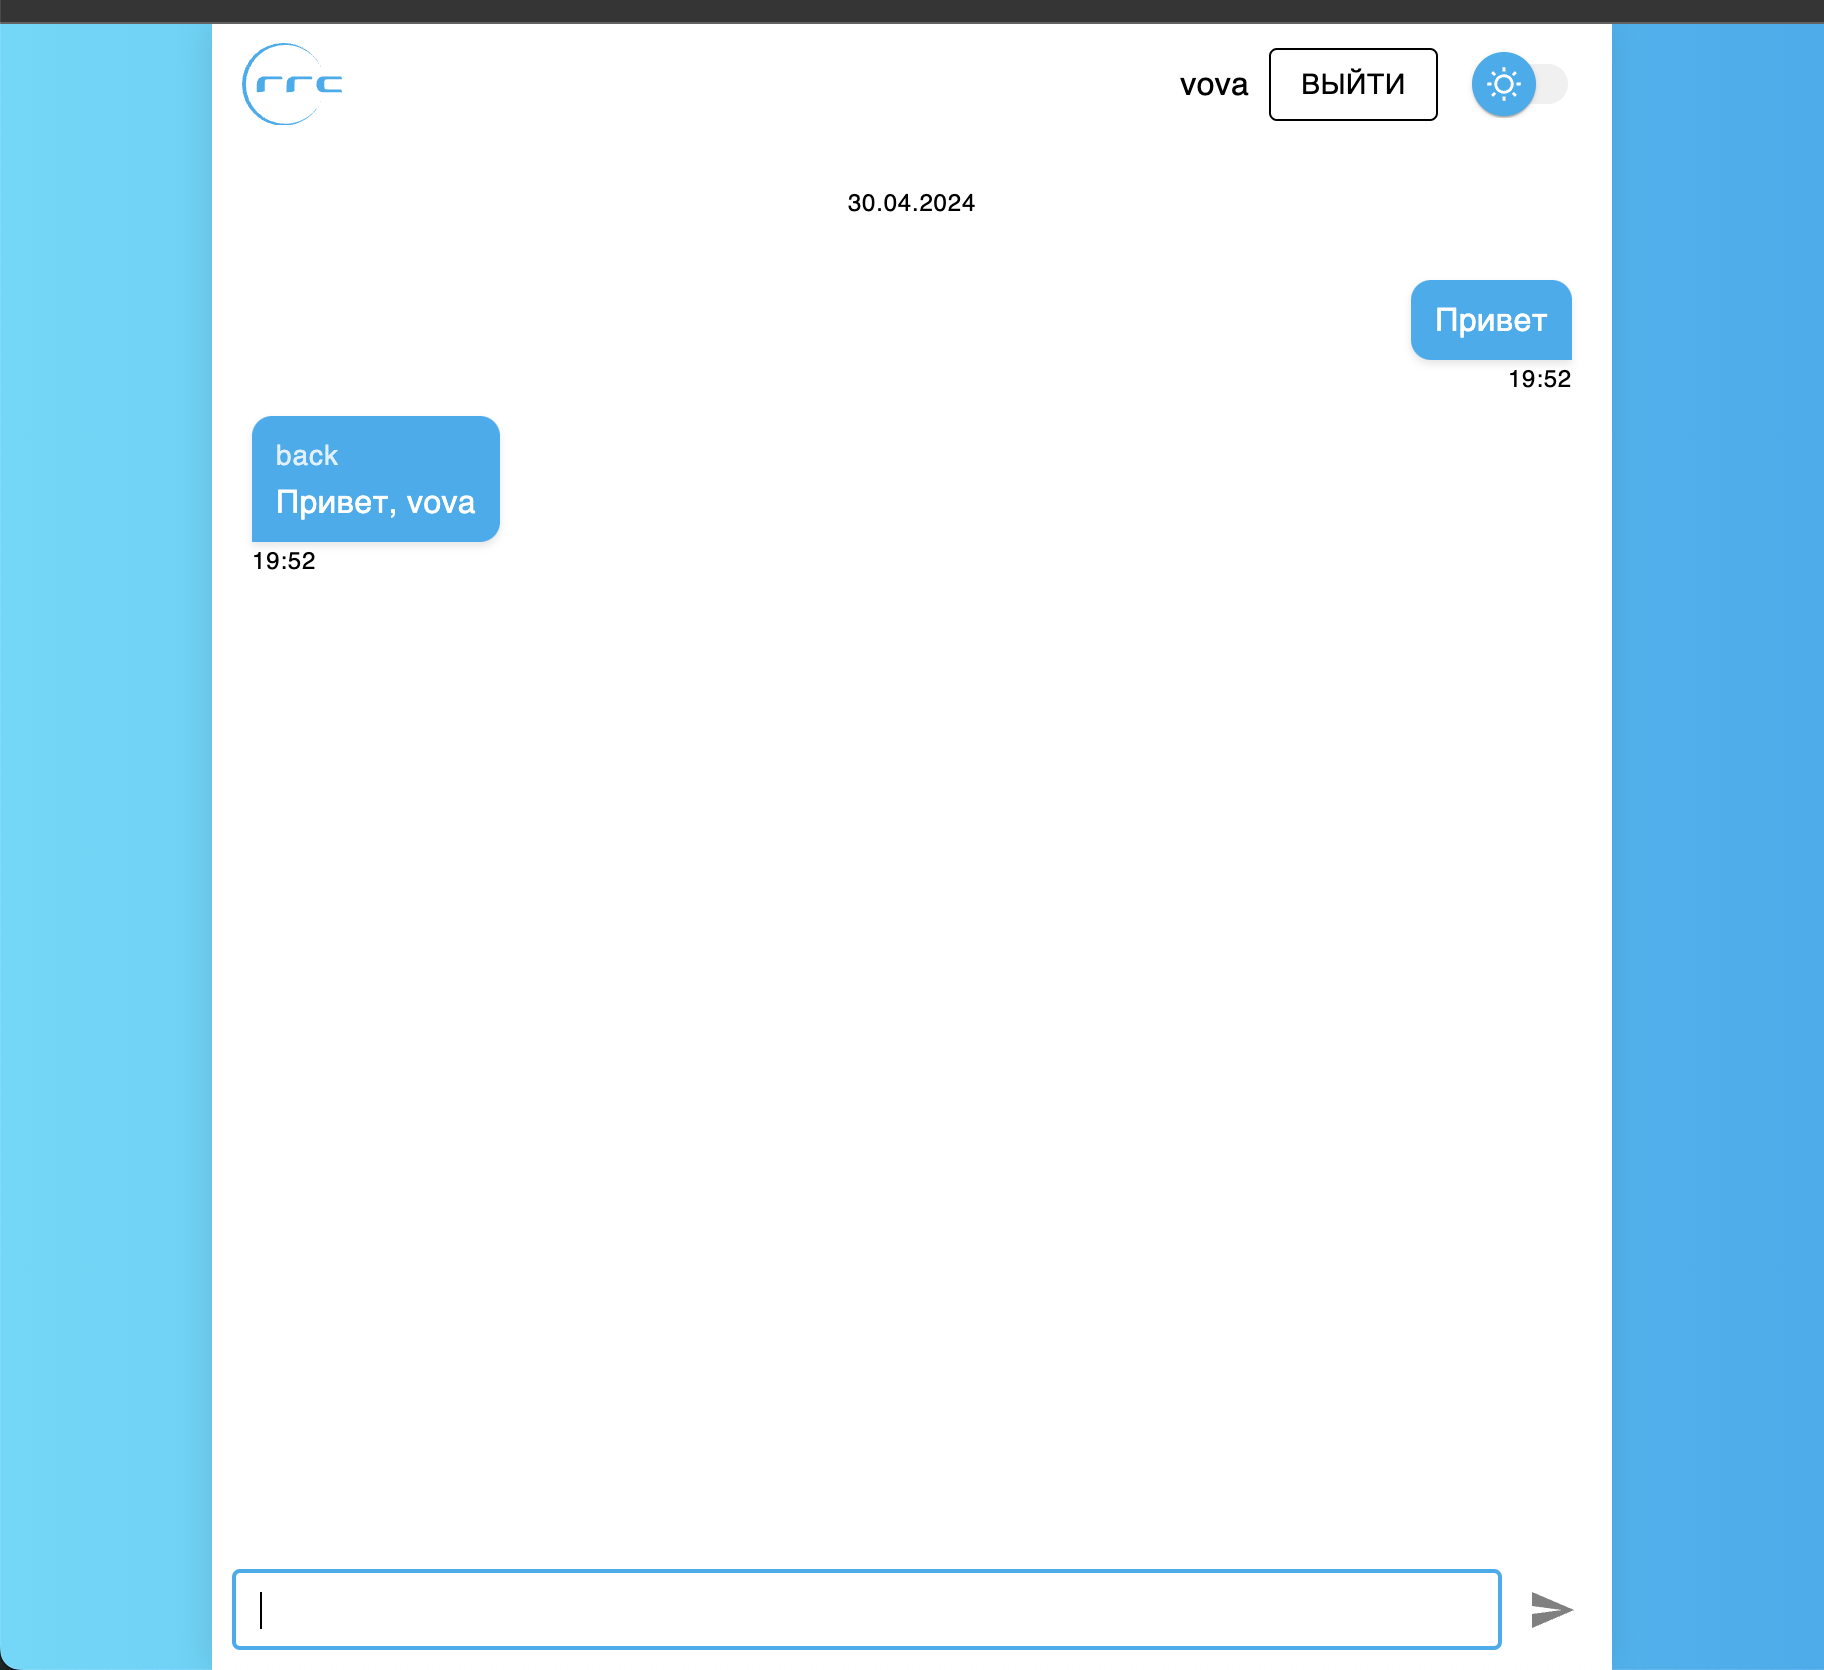 rrc
vova
ВЫЙТИ
30.04.2024
Привет
19:52
back
Привет, vova
19:52